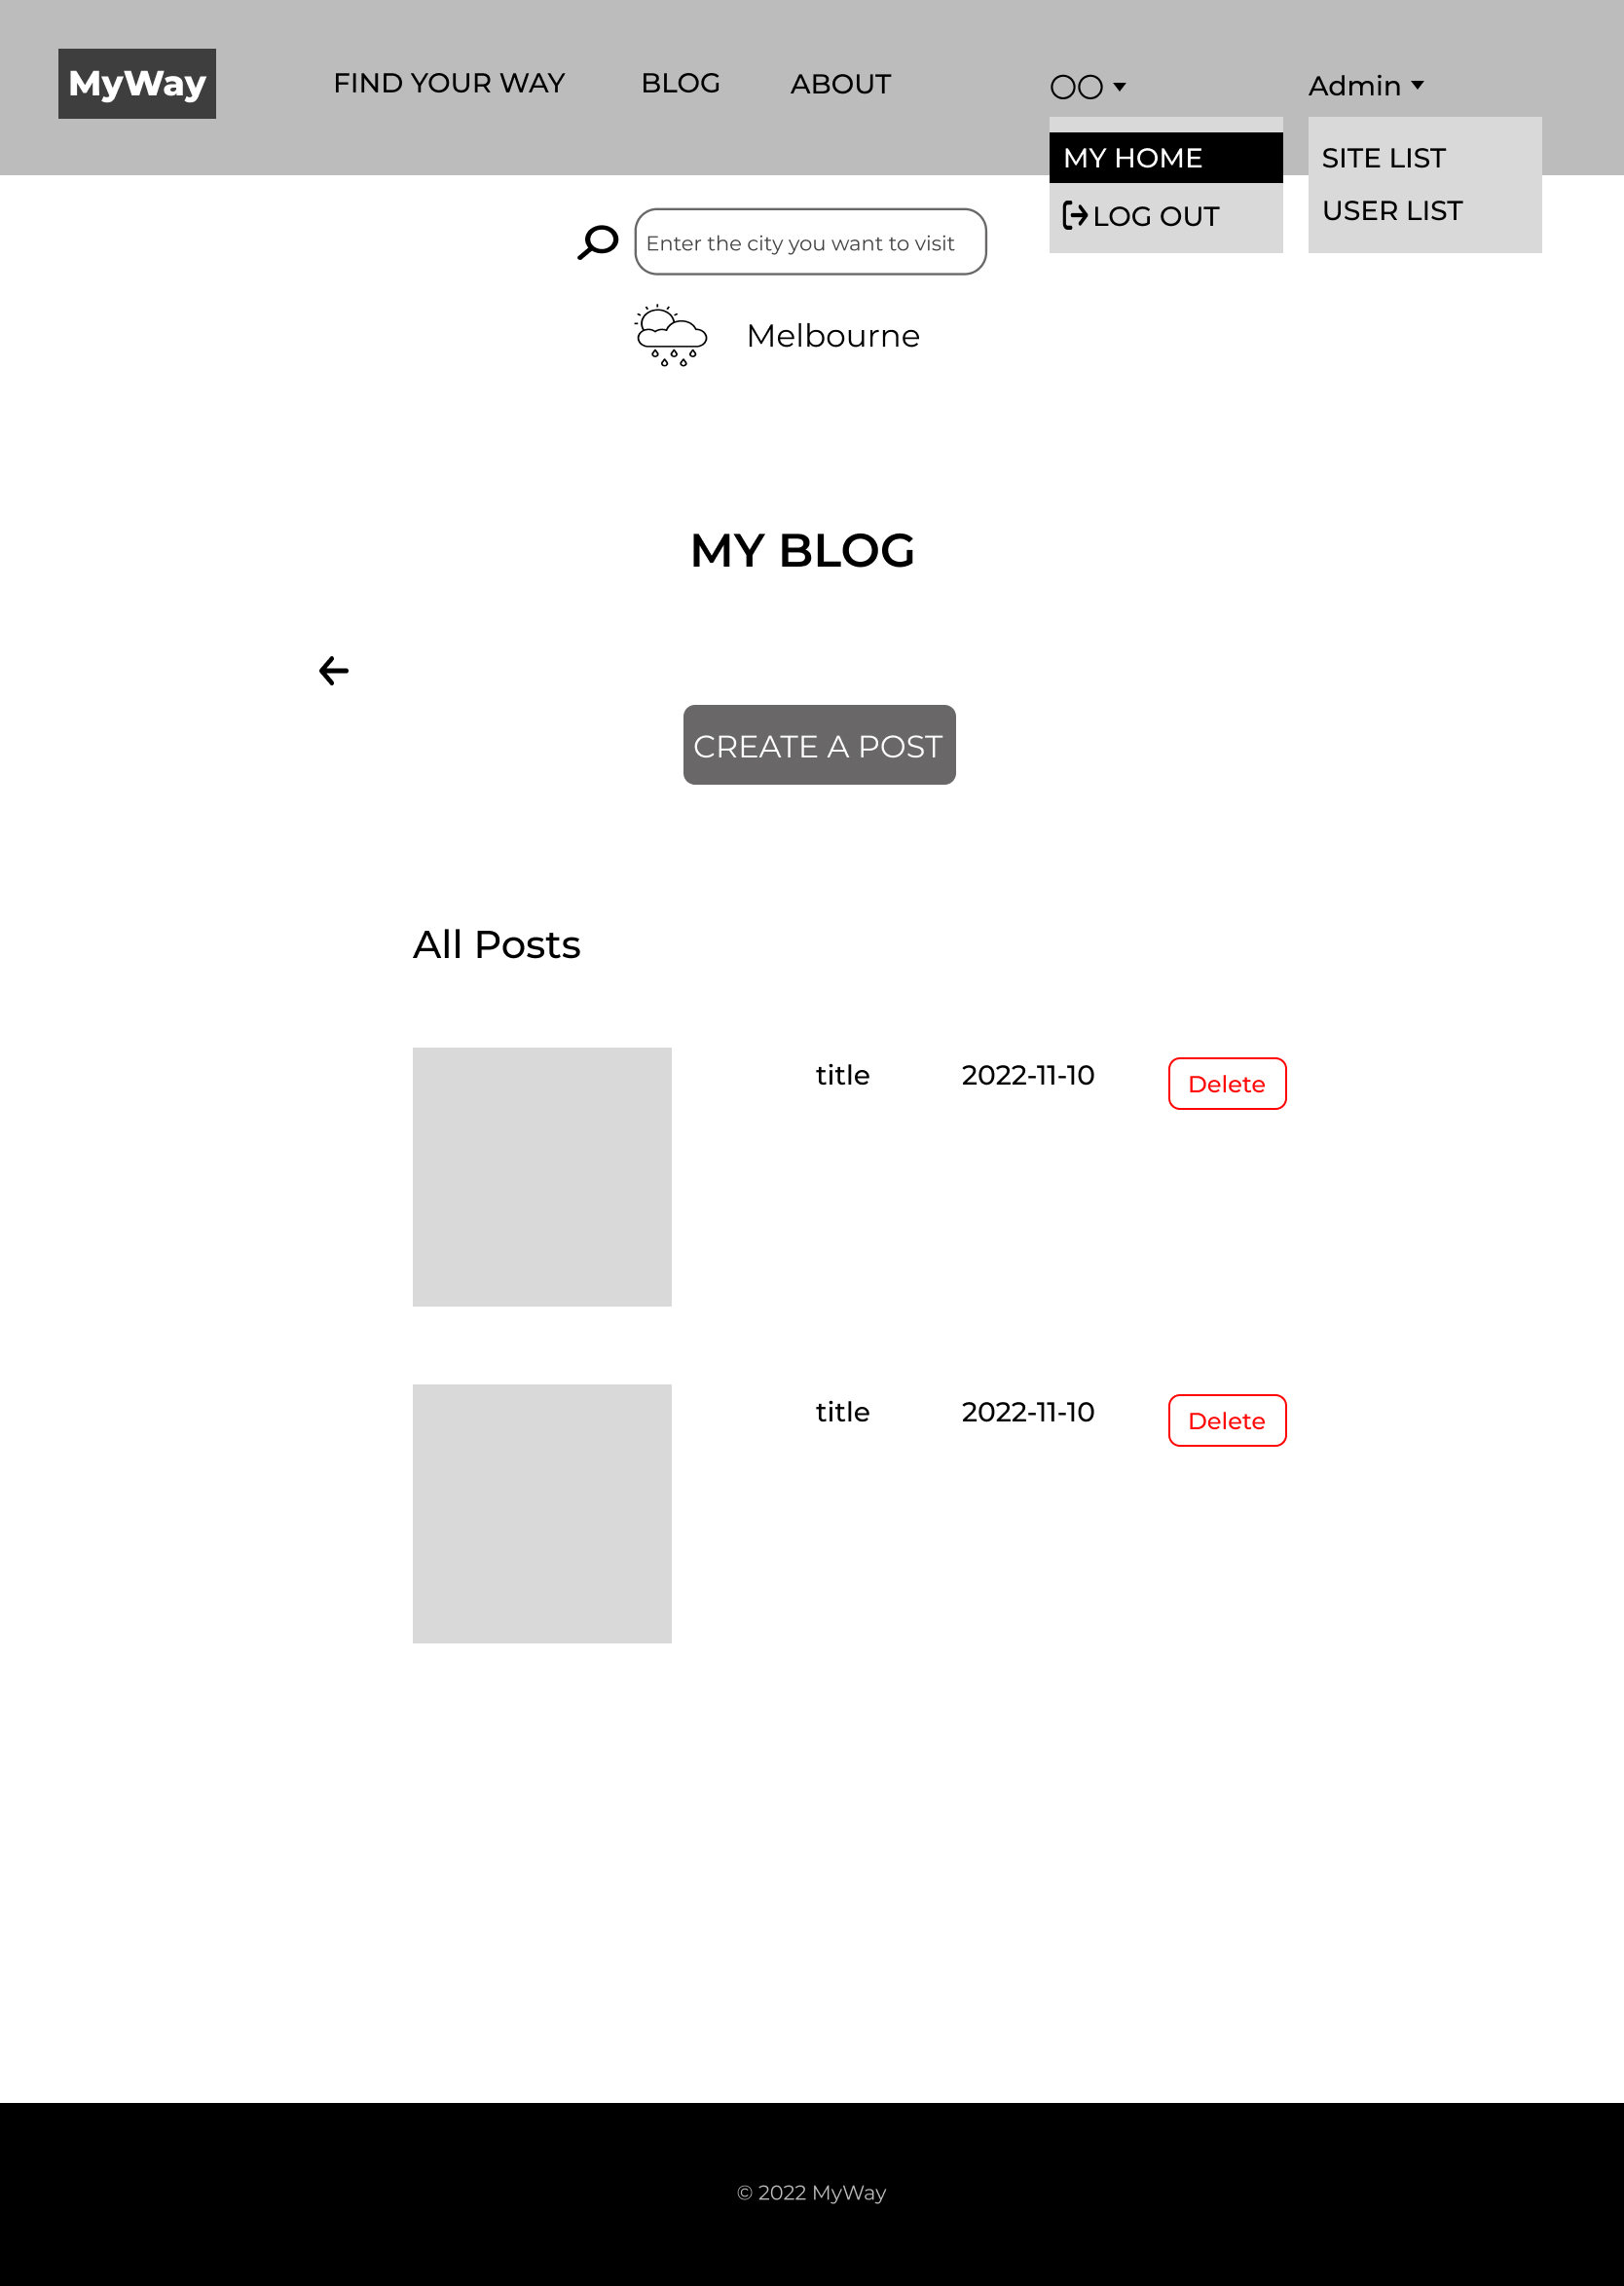 MyWay
FIND YOUR WAY
BLOG
ABOUT
○○
Admin
MY HOME
LOG OUT
SITE LIST
USER LIST
Enter the city you want to visit
Melbourne
MY BLOG
CREATE A POST
All Posts
title 2022-11-10 Delete
title 2022-11-10 Delete
© 2022 MyWay